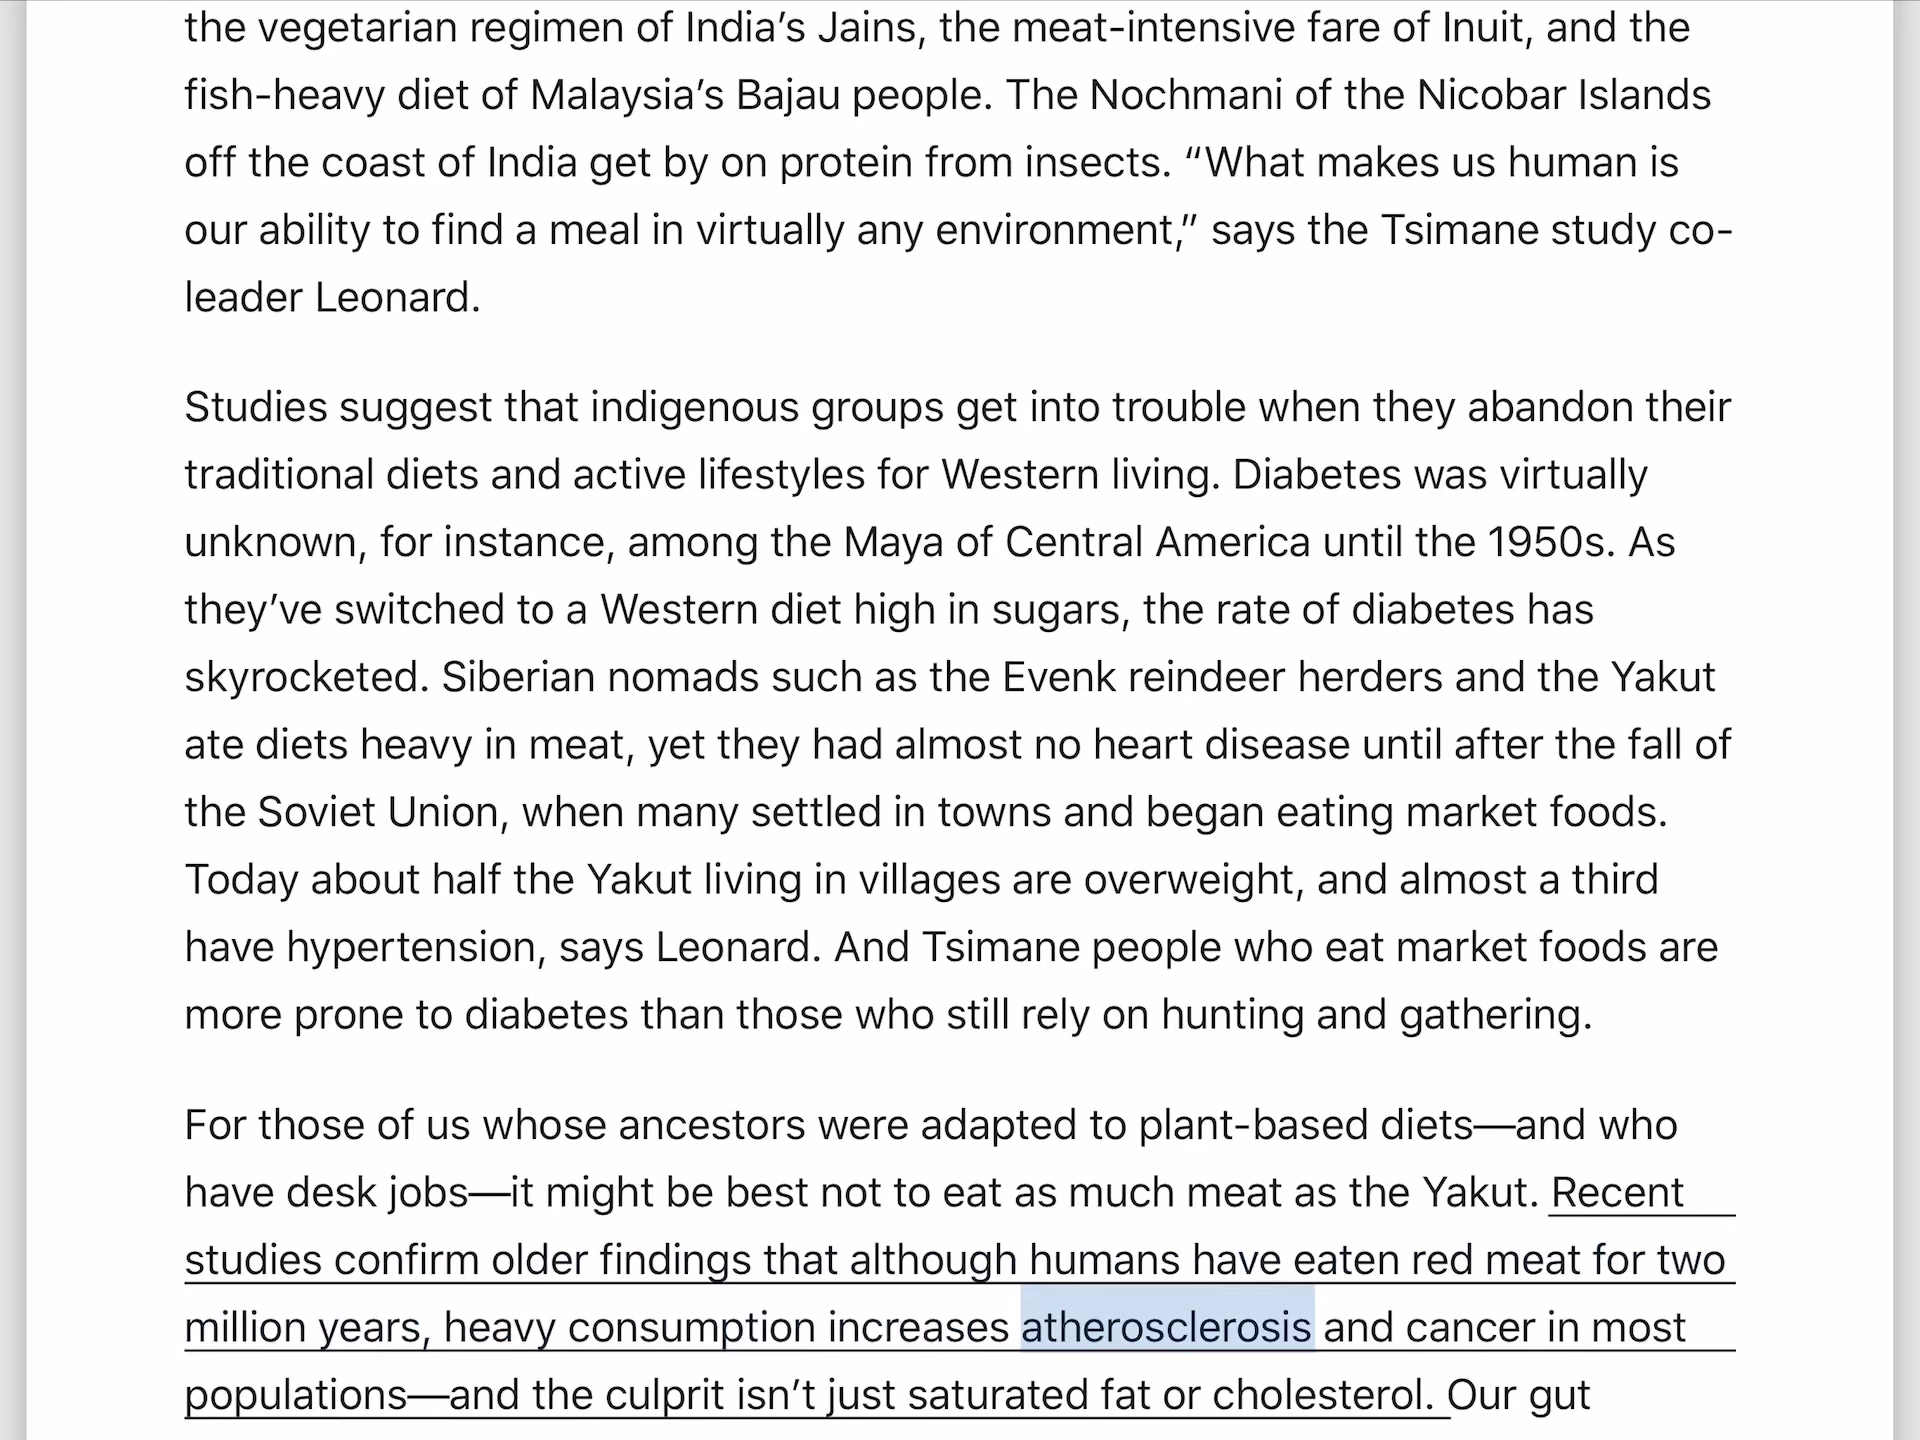 the vegetarian regimen of India’s Jains, the meat-intensive fare of Inuit, and the
fish-heavy diet of Malaysia’s Bajau people. The Nochmani of the Nicobar Islands
off the coast of India get by on protein from insects. “What makes us human is
our ability to find a meal in virtually any environment,” says the Tsimane study co-
leader Leonard.
Studies suggest that indigenous groups get into trouble when they abandon their
traditional diets and active lifestyles for Western living. Diabetes was virtually
unknown, for instance, among the Maya of Central America until the 1950s. As
they’ve switched to a Western diet high in sugars, the rate of diabetes has
skyrocketed. Siberian nomads such as the Evenk reindeer herders and the Yakut
ate diets heavy in meat, yet they had almost no heart disease until after the fall of
the Soviet Union, when many settled in towns and began eating market foods.
Today about half the Yakut living in villages are overweight, and almost a third
have hypertension, says Leonard. And Tsimane people who eat market foods are
more prone to diabetes than those who still rely on hunting and gathering.
For those of us whose ancestors were adapted to plant-based diets—and who
have desk jobs—it might be best not to eat as much meat as the Yakut. Recent
studies confirm older findings that although humans have eaten red meat for two
million years, heavy consumption increases atherosclerosis and cancer in most
populations—and the culprit isn’t just saturated fat or cholesterol. Our gut